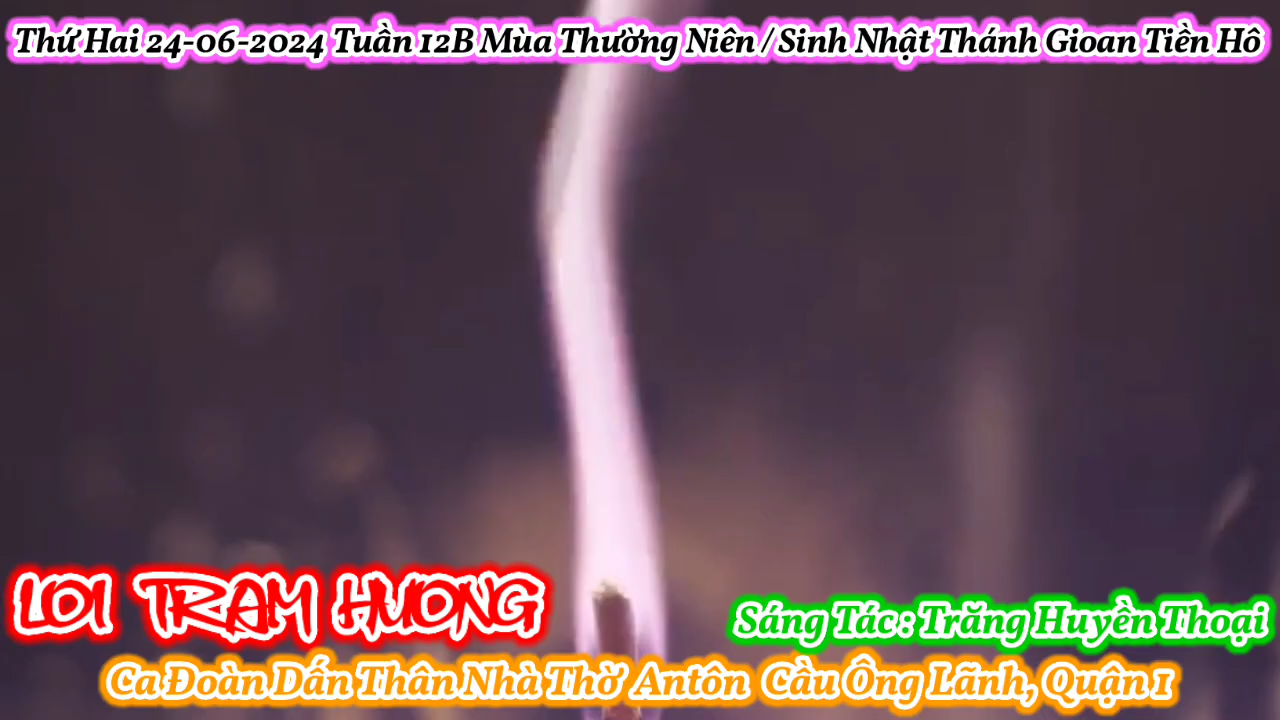 Thứ Hai 24-06-2024 Tuần 12B Mùa Thường Niên / Sinh Nhật Thánh Gioan Tiền Hô
LOI TRAM HUONG
Sáng Tác : Trăng Huyền Thoại
Ca Đoàn Dấn Thân Nhà Thờ Antôn Cầu Ông Lãnh, Quận 1